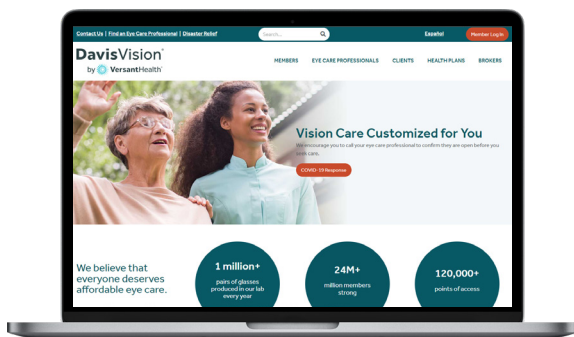 Contact Us | Find an Eye Care Professional | Disaster Relief
Search...
Español
Member Log In
DavisVision
by VersantHealth
MEMBERS EYE CARE PROFESSIONALS CLIENTS HEALTH PLANS BROKERS
Vision Care Customized for You
We encourage you to call your eye care professional to confirm they are open before you
seek care.
COVID-19 Response
We believe that
everyone deserves
affordable eye care.
1 million+
pairs of glasses
produced in our lab
every year
24M+
million members
strong
120,000+
points of access